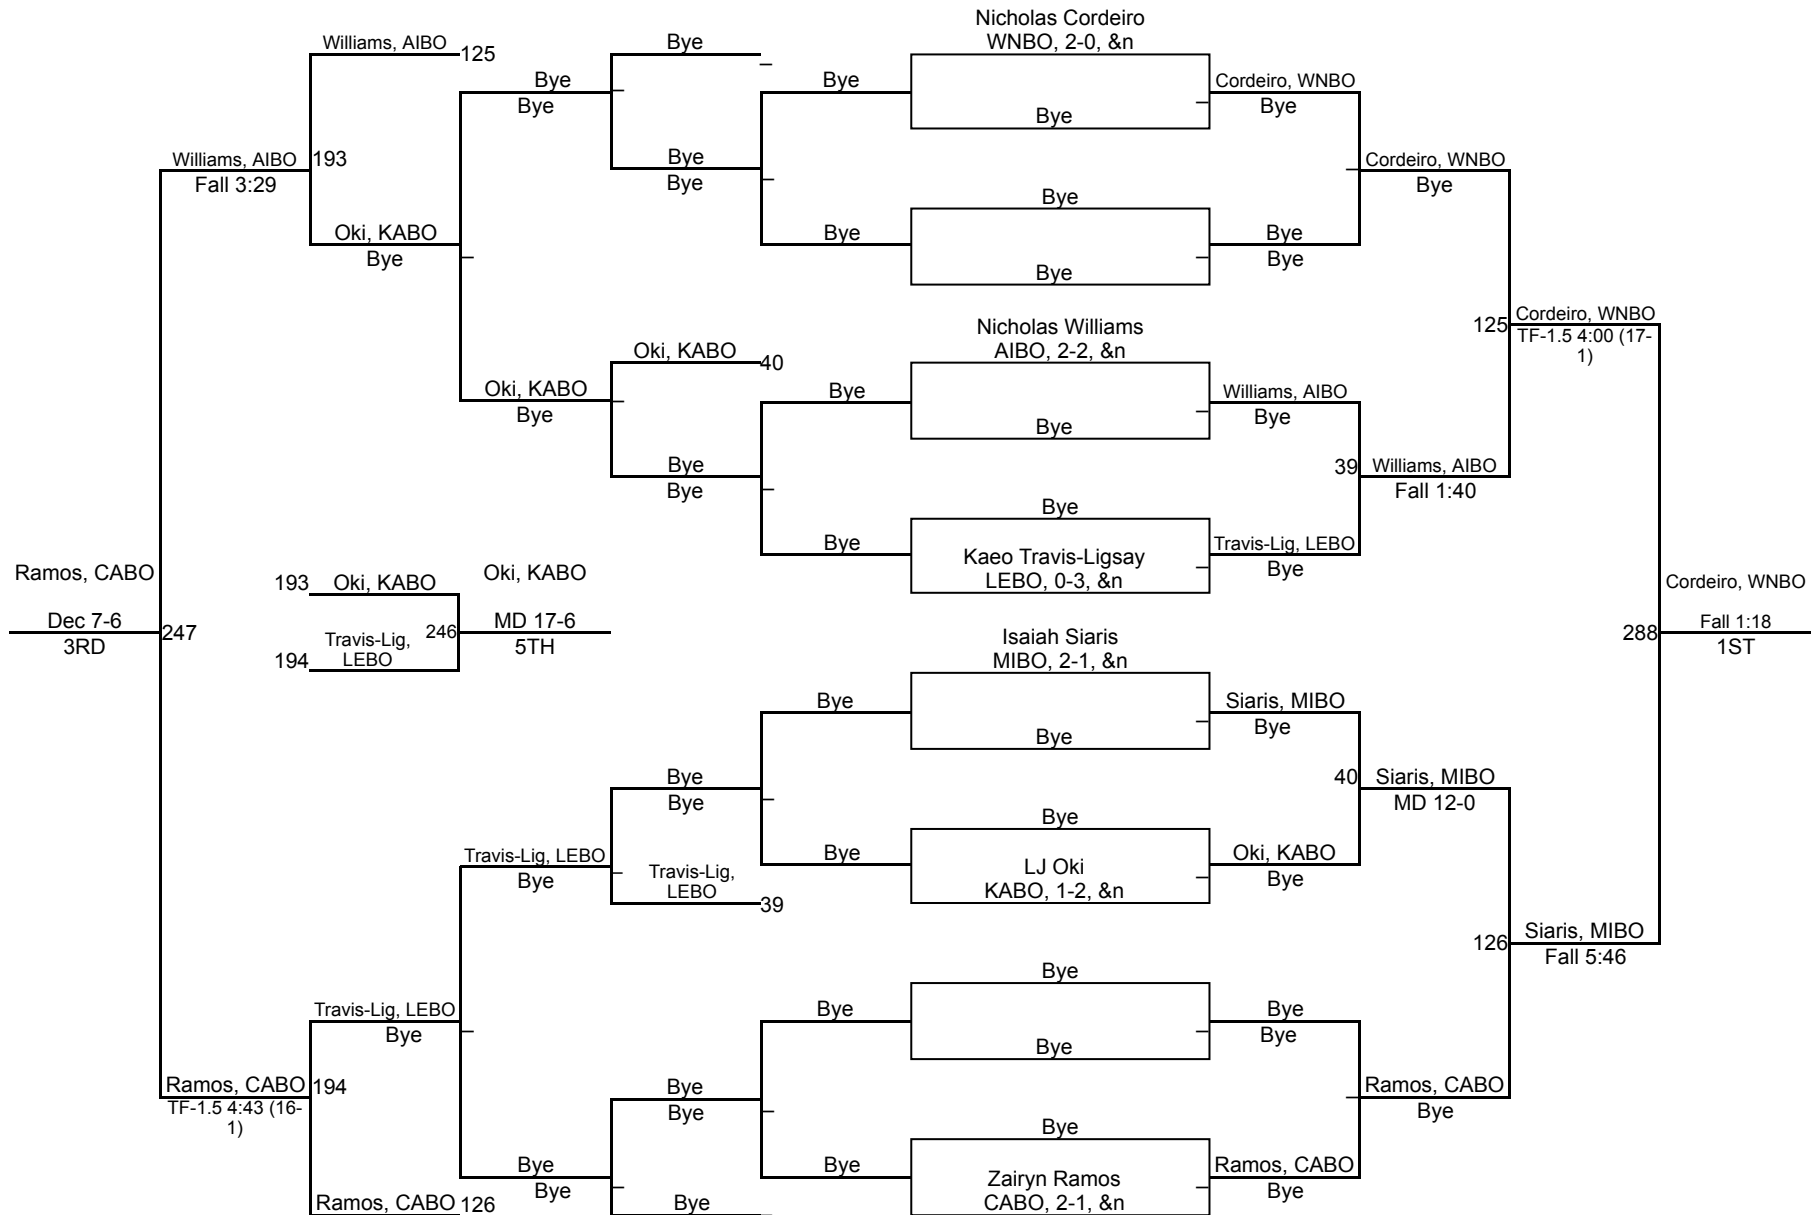 Nicholas Cordeiro
WNBO, 2-0, &n
Williams, AIBO
125
Bye
Bye
Bye
Bye
Cordeiro, WNBO
Bye
Bye
Williams, AIBO
193
Fall 3:29
Bye
Bye
Cordeiro, WNBO
Bye
Bye
Oki, KABO
Bye
Bye
Bye
Bye
Bye
Nicholas Williams
AIBO, 2-2, &n
125
Cordeiro, WNBO
TF-1.5 4:00 (17-
1)
Oki, KABO
40
Oki, KABO
Bye
Bye
Williams, AIBO
Bye
Bye
Bye
Bye
39
Williams, AIBO
Fall 1:40
Bye
Bye
Kaeo Travis-Ligsay
LEBO, 0-3, &n
Travis-Lig, LEBO
Bye
Ramos, CABO
Dec 7-6
3RD
247
193
Oki, KABO
Oki, KABO
246
MD 17-6
5TH
194
Travis-Lig,
LEBO
Cordeiro, WNBO
288
Fall 1:18
1ST
Isaiah Siaris
MIBO, 2-1, &n
Bye
Siaris, MIBO
Bye
Bye
Bye
Bye
40
Siaris, MIBO
MD 12-0
Bye
Bye
LJ Oki
KABO, 1-2, &n
Oki, KABO
Bye
Travis-Lig, LEBO
Bye
Travis-Lig,
LEBO
39
126
Siaris, MIBO
Fall 5:46
Bye
Bye
Bye
Bye
Bye
Travis-Lig, LEBO
Bye
Ramos, CABO
194
TF-1.5 4:43 (16-
1)
Bye
Bye
Ramos, CABO
Bye
Bye
Bye
Bye
Bye
Zairyn Ramos
CABO, 2-1, &n
Ramos, CABO
Bye
Ramos, CABO
126
Bye